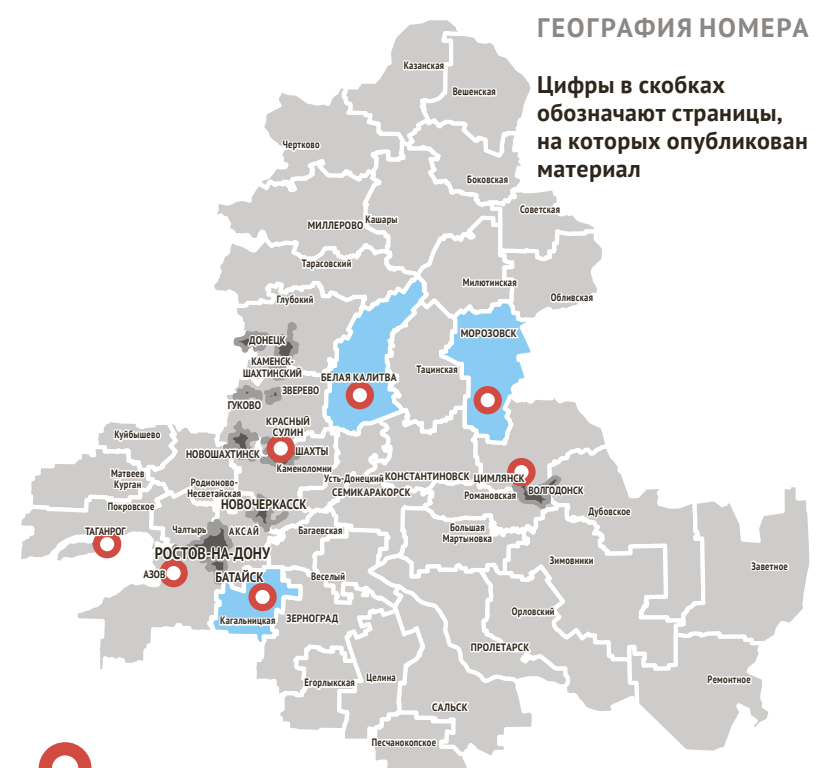 ГЕОГРАФИЯ НОМЕРА
Цифры в скобках
обозначают страницы,
на которых опубликован
материал
Казанская
Вешенская
Чертково
Боковская
Советская
МИЛЛЕРОВО
Кашары
Тарасовский
Милютинская
Обливская
Глубокий
МОРОЗОВСК
ДОНЕЦК
КАМЕНСК-
ШАХТИНСКИЙ
Тацинская
БЕЛАЯ КАЛИТВА
ЗВЕРЕВО
ГУКОВО
КРАСНЫЙ
СУЛИН
Куйбышево
НОВОШАХТИНСК
ШАХТЫ
Каменоломни
Матвеев
Курган
Родионово-
Несветайская
Усть-Донецкий
КОНСТАНТИНОВСК
ЦИМЛЯНСК
СЕМИКАРАКОРСК
Романовская
ВОЛГОДОНСК
Покровское
НОВОЧЕРКАССК
Дубовское
ТАГАНРОГ
Чалтырь
АКСАЙ
Багаевская
Большая
Мартыновка
РОСТОВ-НА-ДОНУ
Зимовники
Заветное
АЗОВ
БАТАЙСК
Веселый
Кагальницкая
ЗЕРНОГРАД
Орловский
ПРОЛЕТАРСК
Егорлыкская
Целина
Ремонтное
САЛЬСК
Песчанокопское